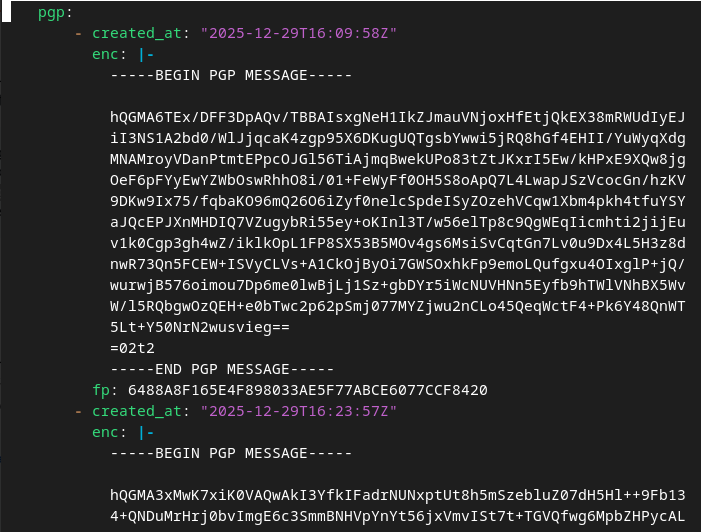 pgp:
- created_at: "2025-12-29T16:09:58Z"
enc: |-
-----BEGIN PGP MESSAGE-----
hQGMA6TEx/DFF3DpAQv/TBBAIsxgNeH1IkZJmauVNjoxHfEtjQkEX38mRWUdIyEJ
iI3NS1A2bd0/WlJjqcaK4zgp95X6DKugUQTgsbYwwi5jRQ8hGf4EHII/YuWyqXdg
MNAMroyVDanPtmtEPpcOJGl56TiAjmqBwekUPo83tZtJKxrI5Ew/kHPxE9XQw8jg
OeF6pFYyEwYZWbOswRhhO8i/01+FeWyFf0OH5S8oApQ7L4LwapJSzVcocGn/hzKV
9DKw9Ix75/fqbaKO96mQ26O6iZyf0nelcSpdeISyZOzehVCqw1Xbm4pkh4tfuYSY
aJQcEPJXnMHDIQ7VZugybRi55ey+oKInl3T/w56elTp8c9QgWEqIicmhti2jijEu
v1k0Cgp3gh4wZ/iklkOpL1FP8SX53B5MOv4gs6MsiSvCqtGn7Lv0u9Dx4L5H3z8d
nwR73Qn5FCEW+ISVyCLVs+A1CkOjByOi7GWSOxhkFp9emoLQufgxu4OIxglP+jQ/
wurwjB576oimou7Dp6me0lwBjLj1Sz+gbDYr5iWcNUVHNn5Eyfb9hTWlVNhBX5Wv
W/l5RQbgwOzQEH+e0bTwc2p62pSmj077MYZjwu2nCLo45QeqWctF4+Pk6Y48QnWT
5Lt+Y50NrN2wusvieg==
=02t2
-----END PGP MESSAGE-----
fp: 6488A8F165E4F898033AE5F77ABCE6077CCF8420
- created_at: "2025-12-29T16:23:57Z"
enc: |-
-----BEGIN PGP MESSAGE-----
hQGMA3xMwK7xiK0VAQwAkI3YfkIFadrNUNxptUt8h5mSzebluZ07dH5Hl++9Fb13
4+QNDuMrHrj0bvImgE6c3SmmBNHVpYnYt56jxVmvISt7t+TGVQfwg6MpbZHPycAL